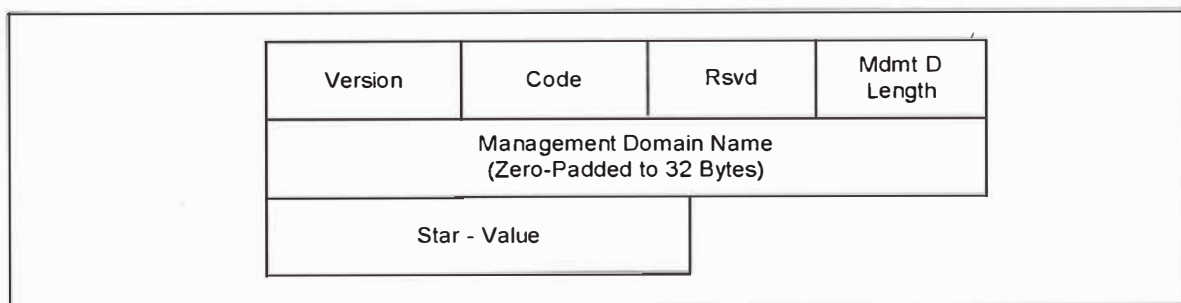 Version Code Rsvd Mdmt D
Length
Management Domain Name
(Zero-Padded to 32 Bytes)
Star - Value